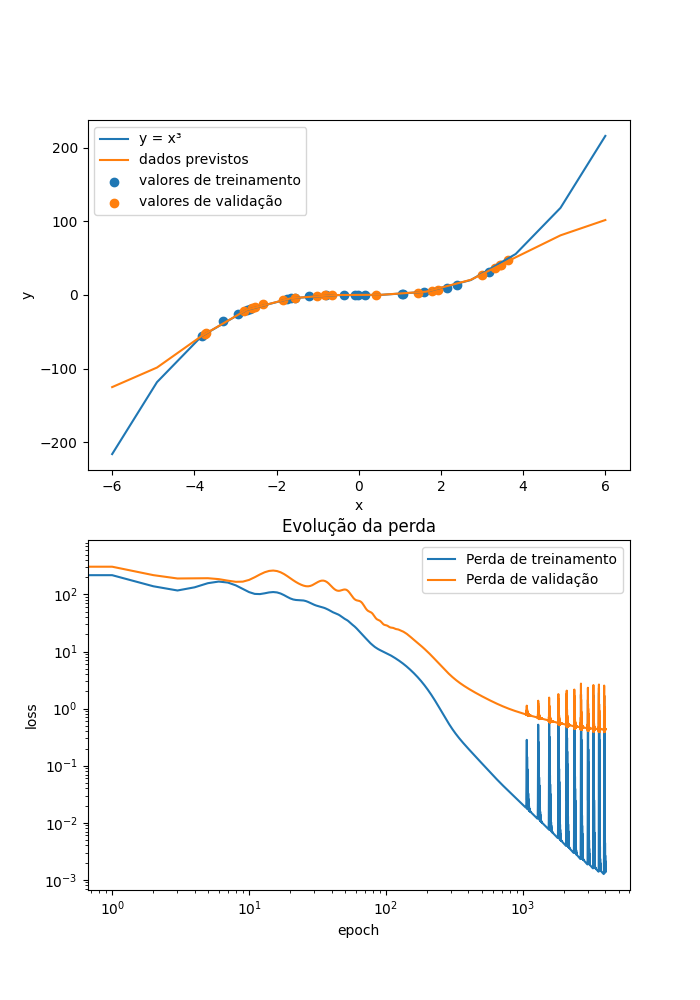 y = x³
dados previstos
valores de treinamento
valores de validação
200
100
0
−100
−200
y
−6 −4 −2 0 2 4 6
x
Evolução da perda
Perda de treinamento
Perda de validação
10²
10¹
10⁰
10⁻¹
10⁻²
10⁻³
loss
10⁰ 10¹ 10² 10³
epoch